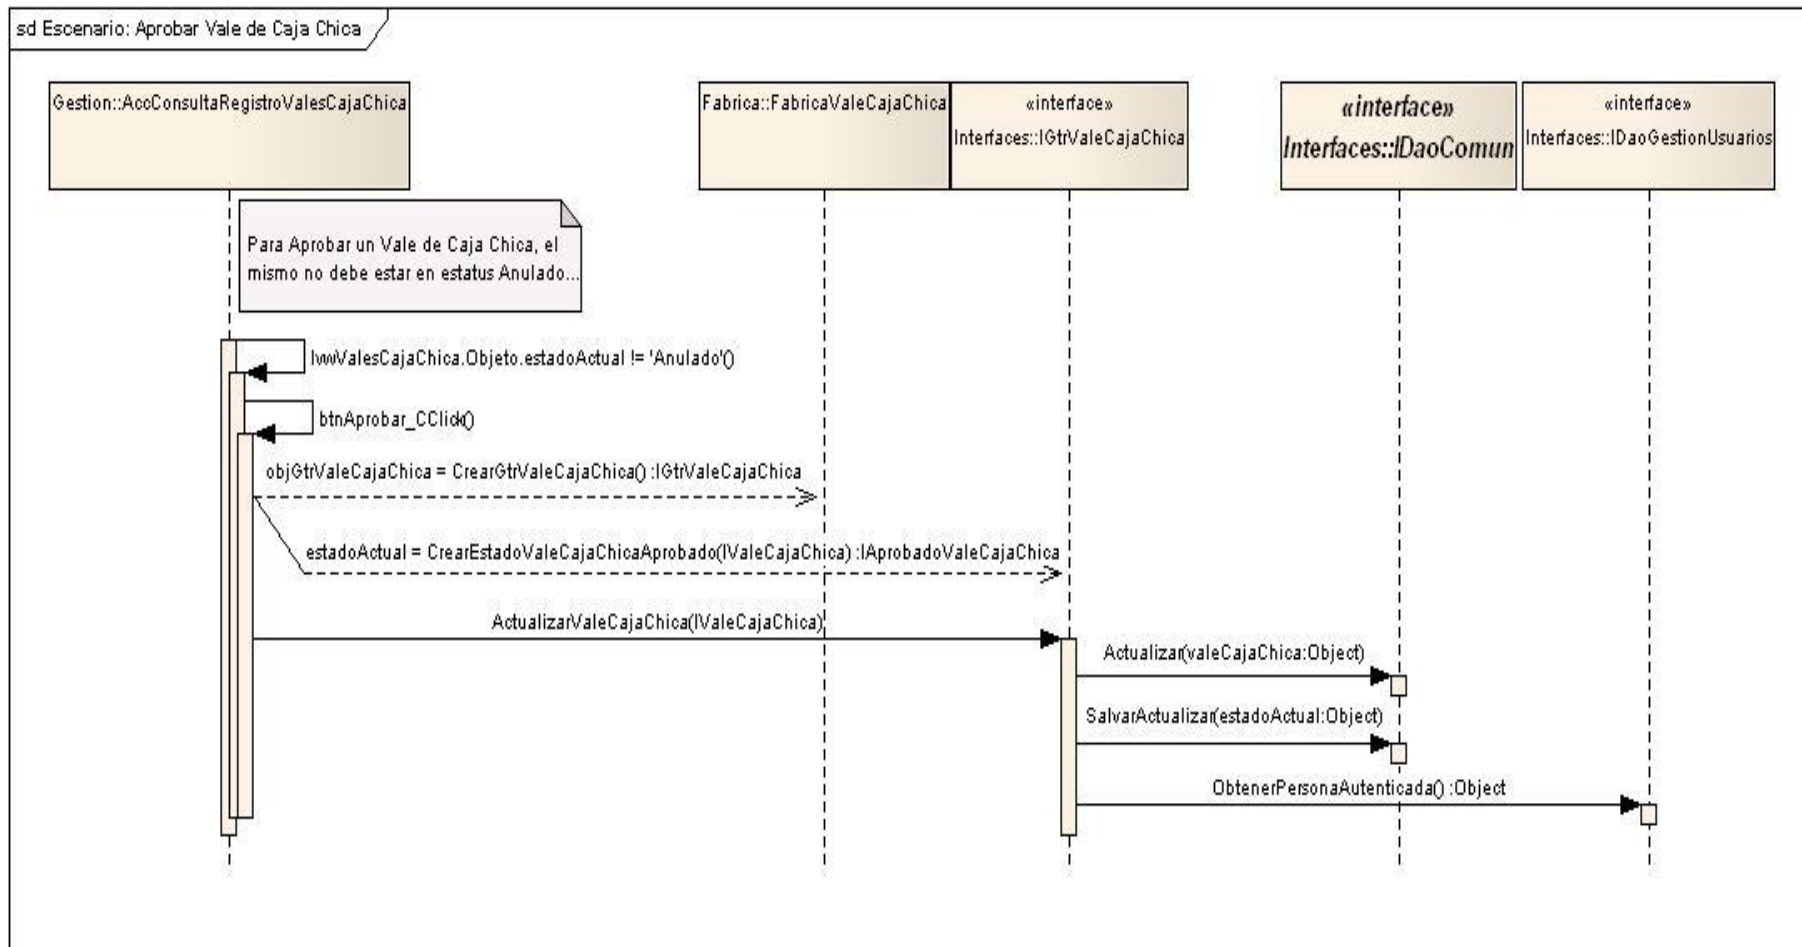 sd Escenario: Aprobar Vale de Caja Chica
Gestion::AccConsultaRegistroValesCajaChica
Fabrica::FabricaValeCajaChica
«interface»
Interfaces::IGtrValeCajaChica
«interface»
Interfaces::IDaoComun
«interface»
Interfaces::IDaoGestionUsuarios
Para Aprobar un Vale de Caja Chica, el
mismo no debe estar en estatus Anulado...
lvwValesCajaChica.Objeto.estadoActual != 'Anulado'()
btnAprobar_CClick()
objGtrValeCajaChica = CrearGtrValeCajaChica() :IGtrValeCajaChica
estadoActual = CrearEstadoValeCajaChicaAprobado(IValeCajaChica) :IAprobadoValeCajaChica
ActualizarValeCajaChica(IValeCajaChica)
Actualizar(valeCajaChica:Object)
SalvarActualizar(estadoActual:Object)
ObtenerPersonaAutenticada() :Object